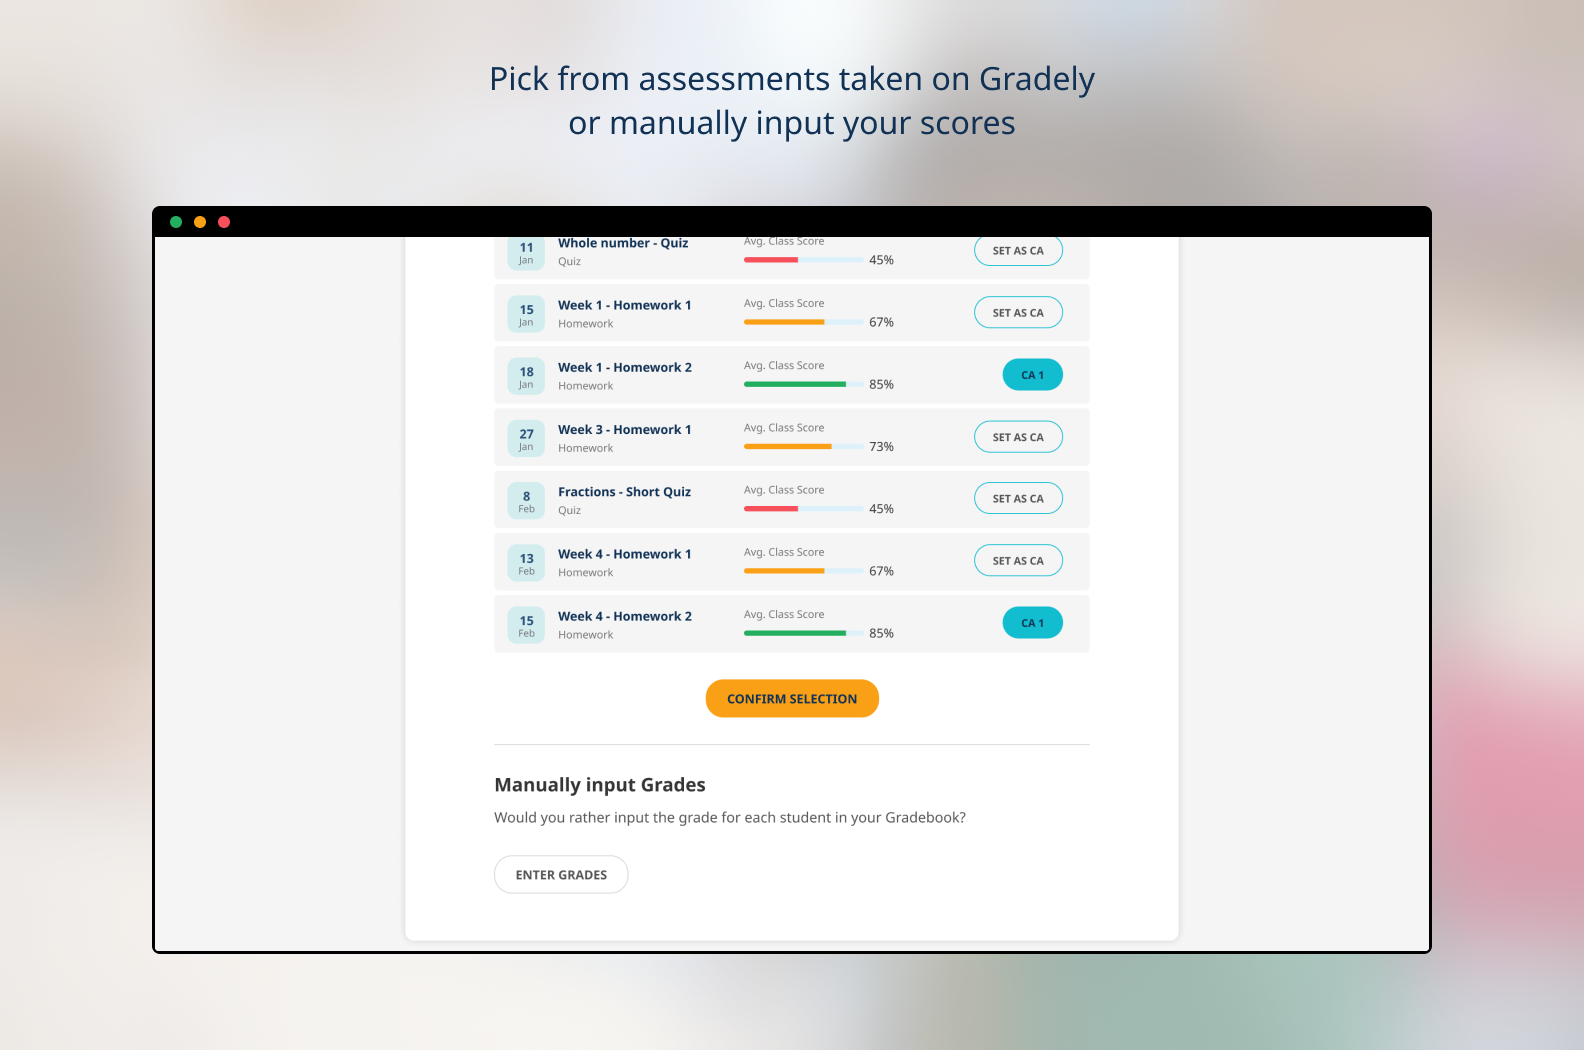 Pick from assessments taken on Gradely
or manually input your scores
11
Jan
Whole number - Quiz
Quiz
Avg. Class Score
45%
SET AS CA
15
Jan
Week 1 - Homework 1
Homework
Avg. Class Score
67%
SET AS CA
18
Jan
Week 1 - Homework 2
Homework
Avg. Class Score
85%
CA 1
27
Jan
Week 3 - Homework 1
Homework
Avg. Class Score
73%
SET AS CA
8
Feb
Fractions - Short Quiz
Quiz
Avg. Class Score
45%
SET AS CA
13
Feb
Week 4 - Homework 1
Homework
Avg. Class Score
67%
SET AS CA
15
Feb
Week 4 - Homework 2
Homework
Avg. Class Score
85%
CA 1
CONFIRM SELECTION
Manually input Grades
Would you rather input the grade for each student in your Gradebook?
ENTER GRADES